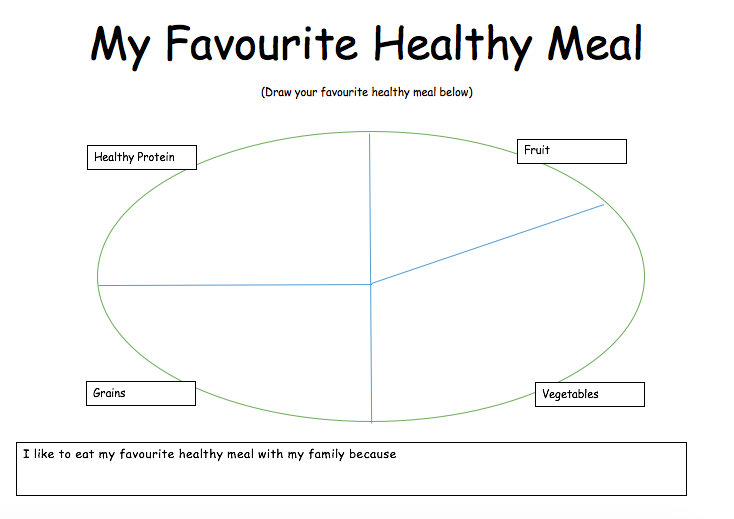 My Favourite Healthy Meal
(Draw your favourite healthy meal below)
Healthy Protein
Fruit
Grains
Vegetables
I like to eat my favourite healthy meal with my family because